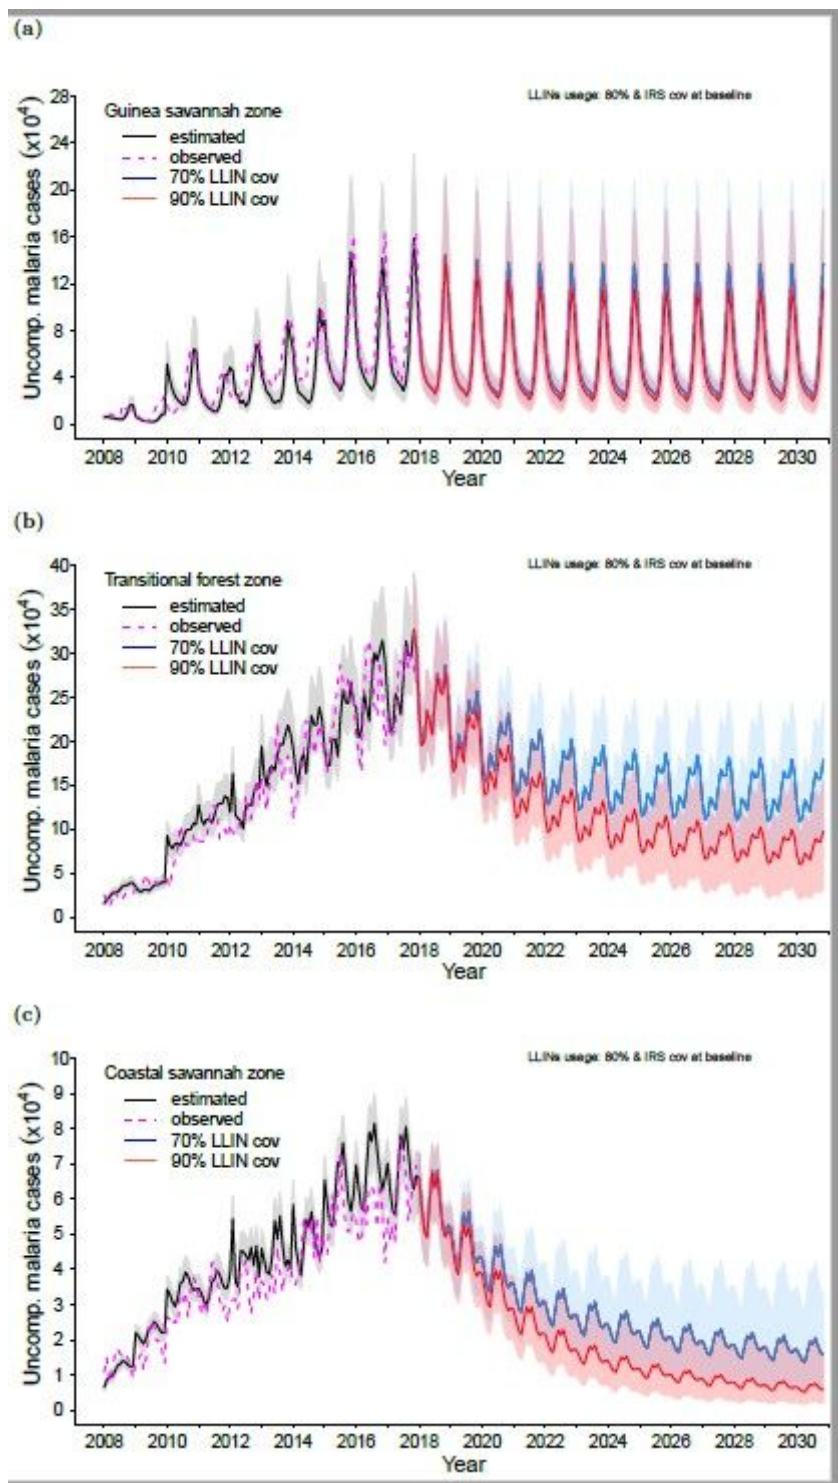 (a)
Uncomp. malaria cases (x10⁴)
28
24
20
16
12
8
4
0
Guinea savannah zone
estimated
observed
70% LLIN cov
90% LLIN cov
LLINs usage: 80% & IRS cov at baseline
2008 2010 2012 2014 2016 2018 2020 2022 2024 2026 2028 2030
Year
(b)
Uncomp. malaria cases (x10⁴)
40
35
30
25
20
15
10
5
0
Transitional forest zone
estimated
observed
70% LLIN cov
90% LLIN cov
LLINs usage: 80% & IRS cov at baseline
2008 2010 2012 2014 2016 2018 2020 2022 2024 2026 2028 2030
Year
(c)
Uncomp. malaria cases (x10⁴)
10
9
8
7
6
5
4
3
2
1
0
Coastal savannah zone
estimated
observed
70% LLIN cov
90% LLIN cov
LLINs usage: 80% & IRS cov at baseline
2008 2010 2012 2014 2016 2018 2020 2022 2024 2026 2028 2030
Year